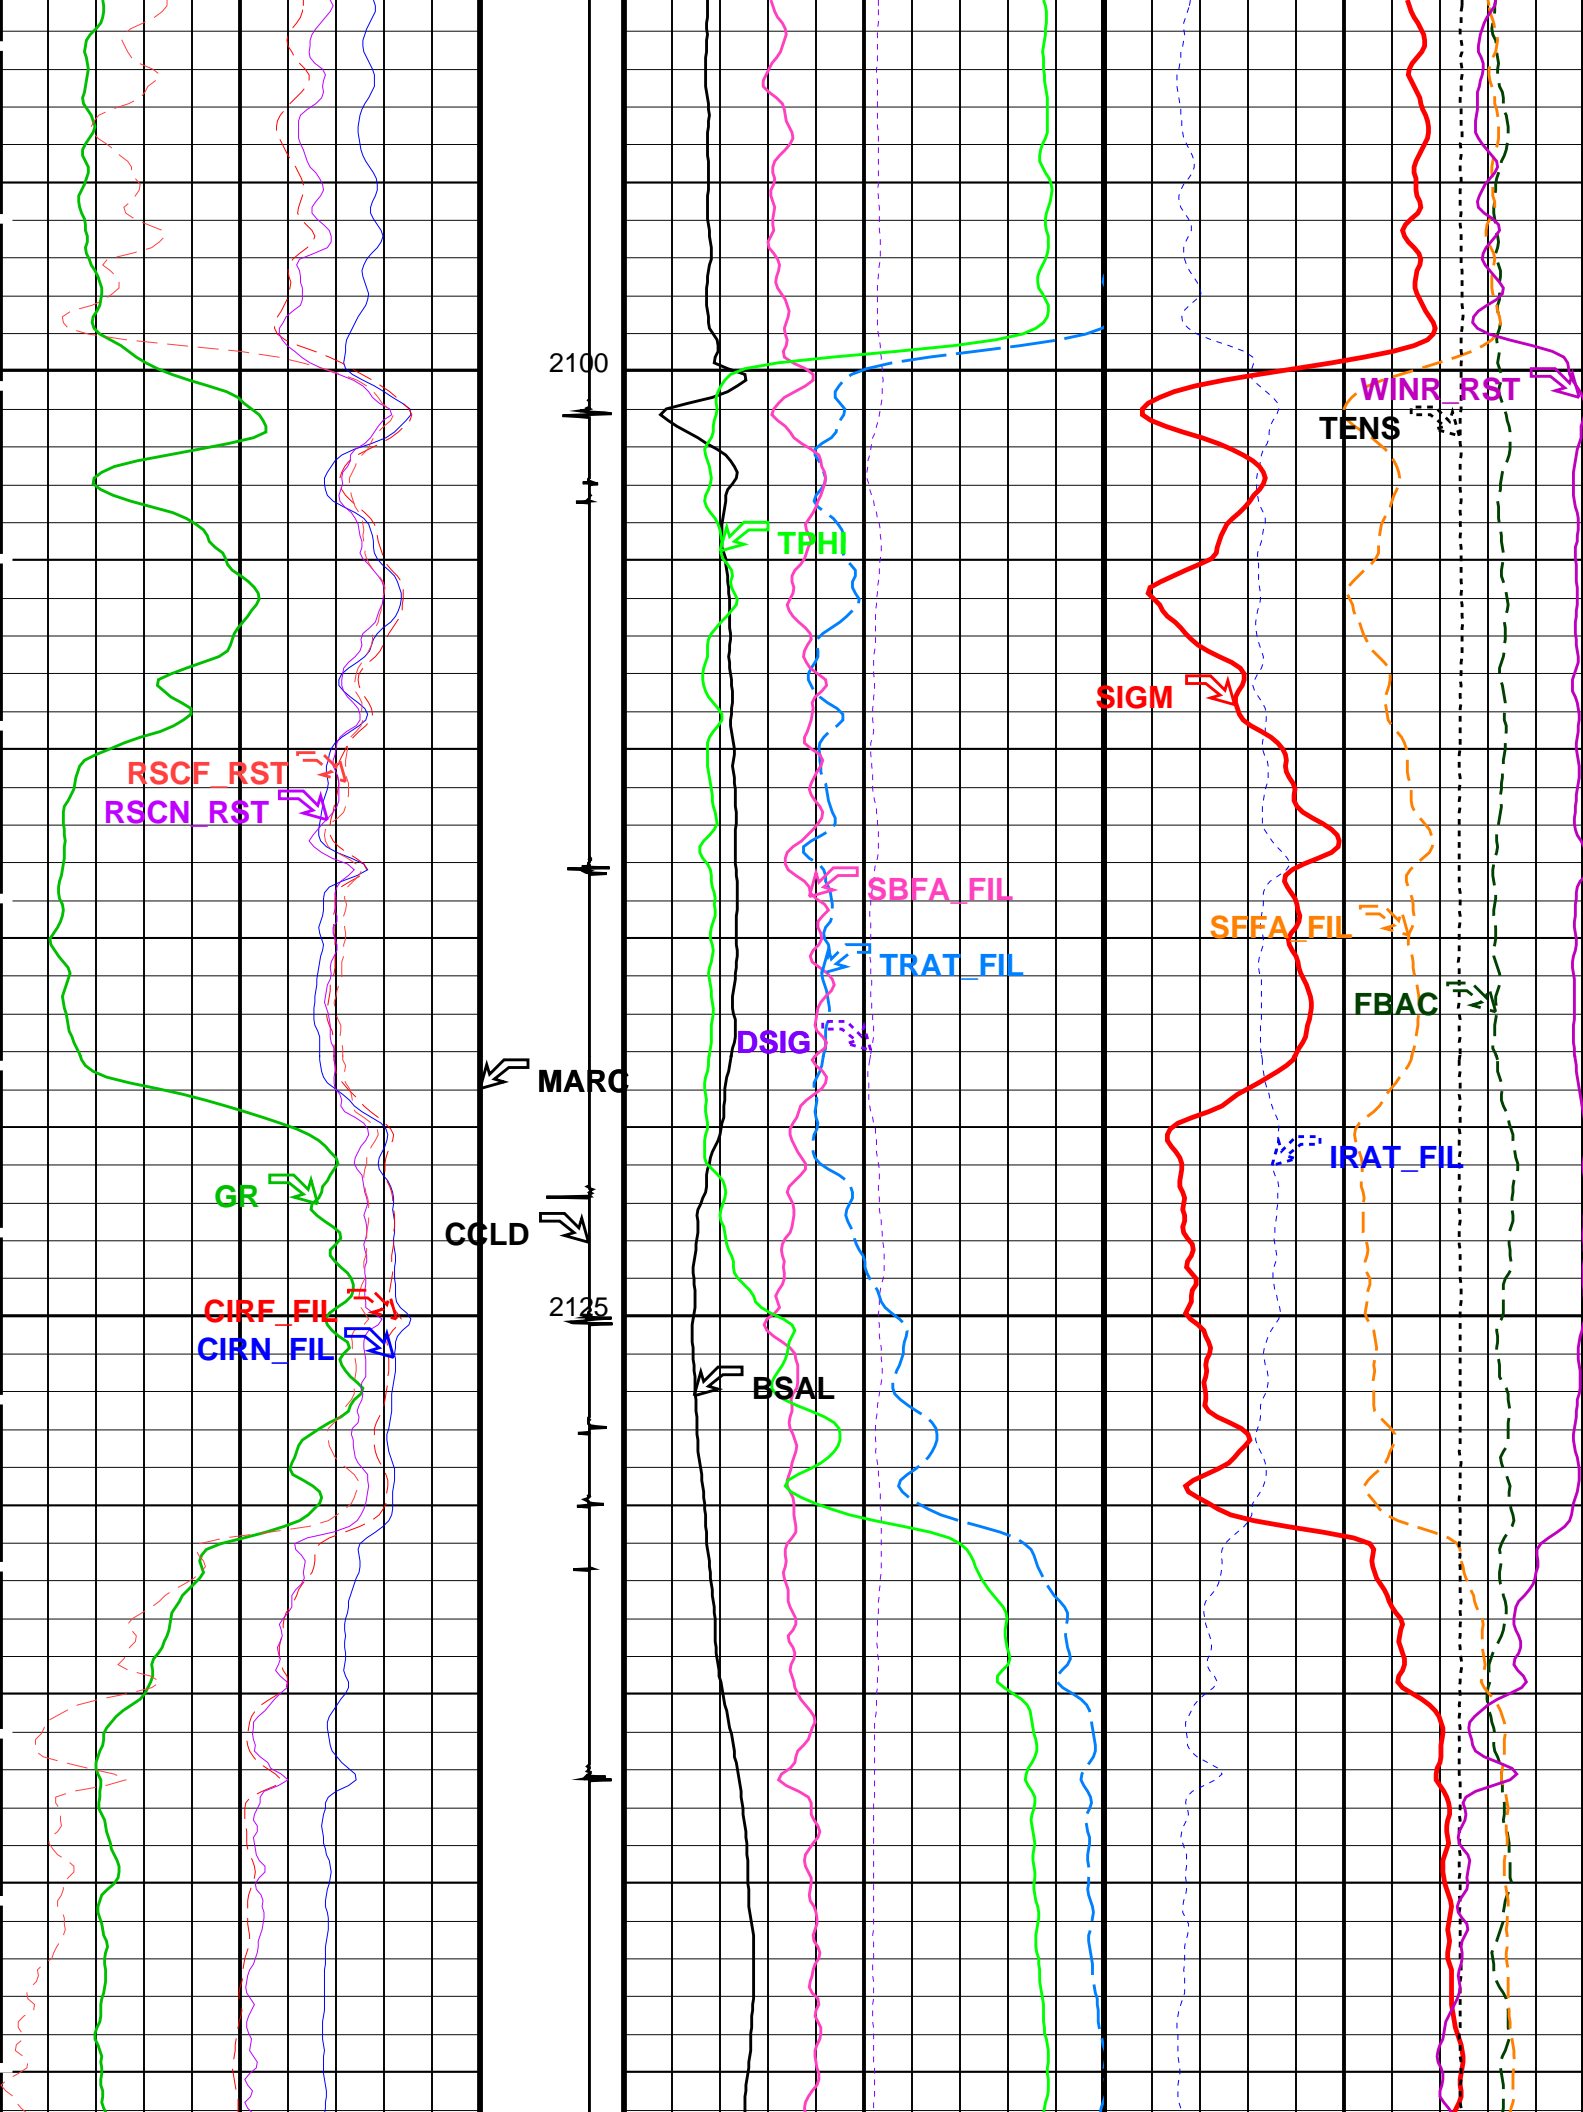 2100
WINR_RST
TENS
TPHI
SIGM
RSCF_RST
RSCN_RST
SBFA_FIL
SFFA_FIL
TRAT_FIL
FBAC
DSIG
MARC
IRAT_FIL
GR
CCLD
CIRF_FIL
2125
CIRN_FIL
BSAL